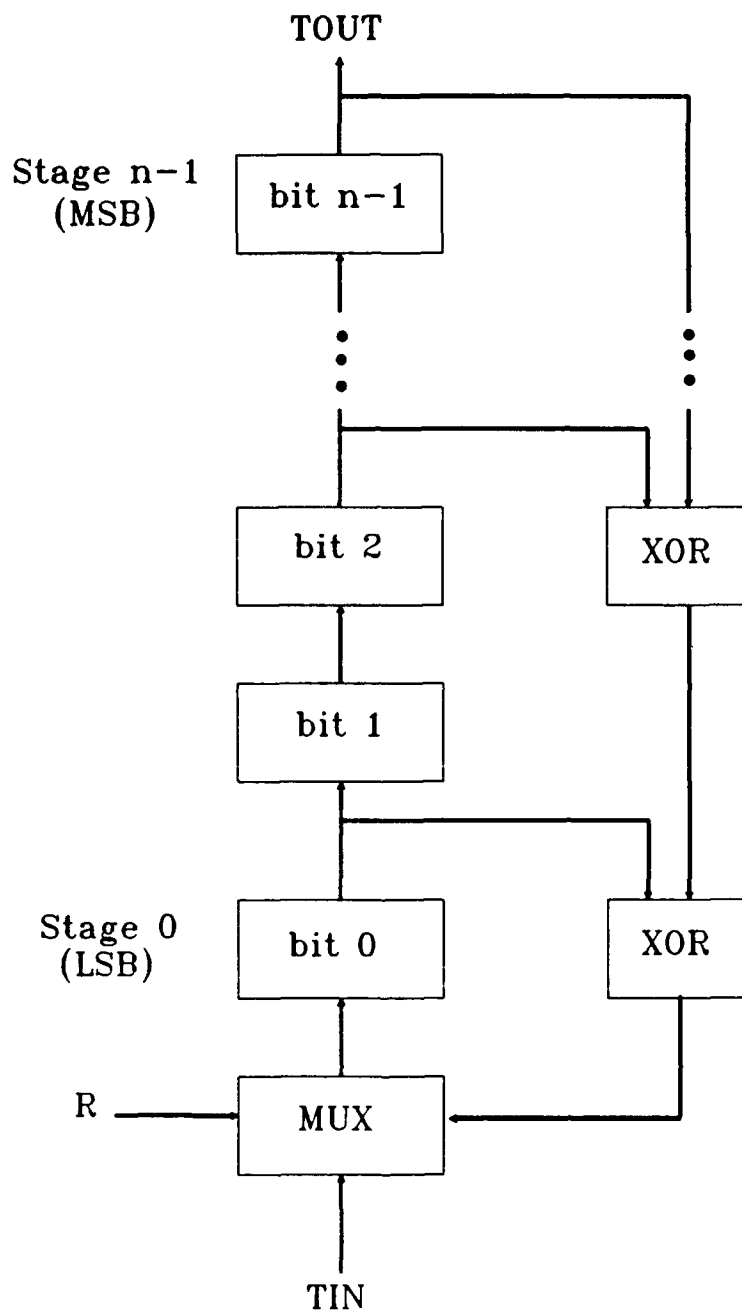 TOUT
Stage n-1
(MSB)
bit n-1
bit 2
XOR
bit 1
Stage 0
(LSB)
bit 0
XOR
R
MUX
TIN